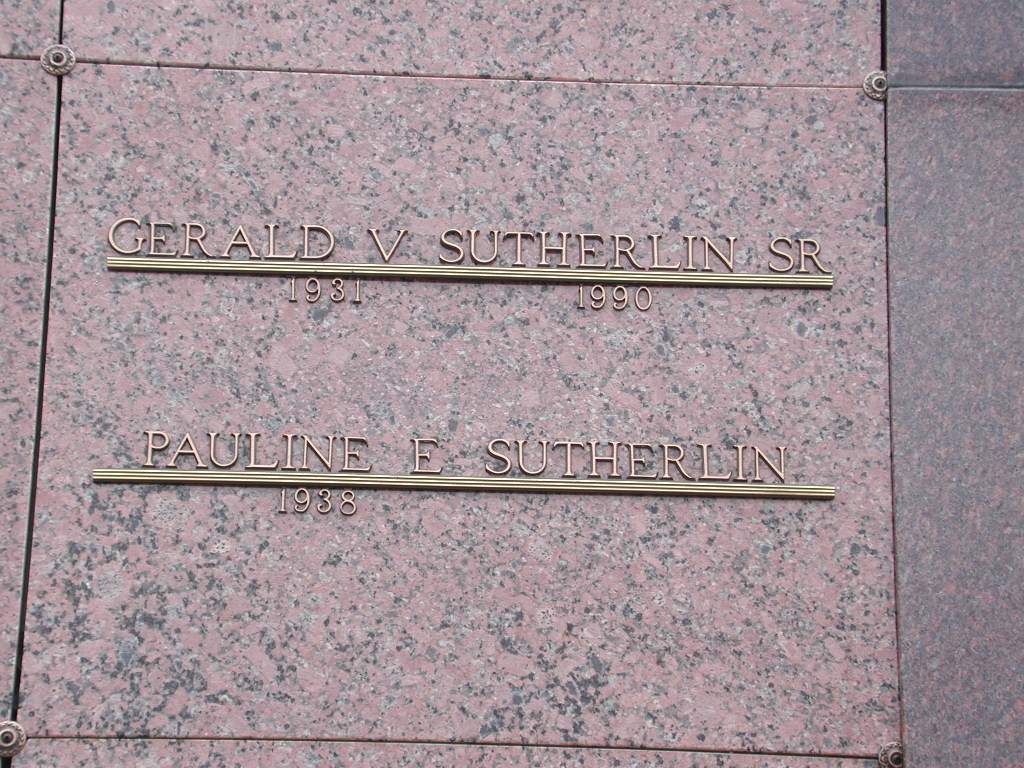 GERALD V SUTHERLIN SR
1931 1990
PAULINE E SUTHERLIN
1938